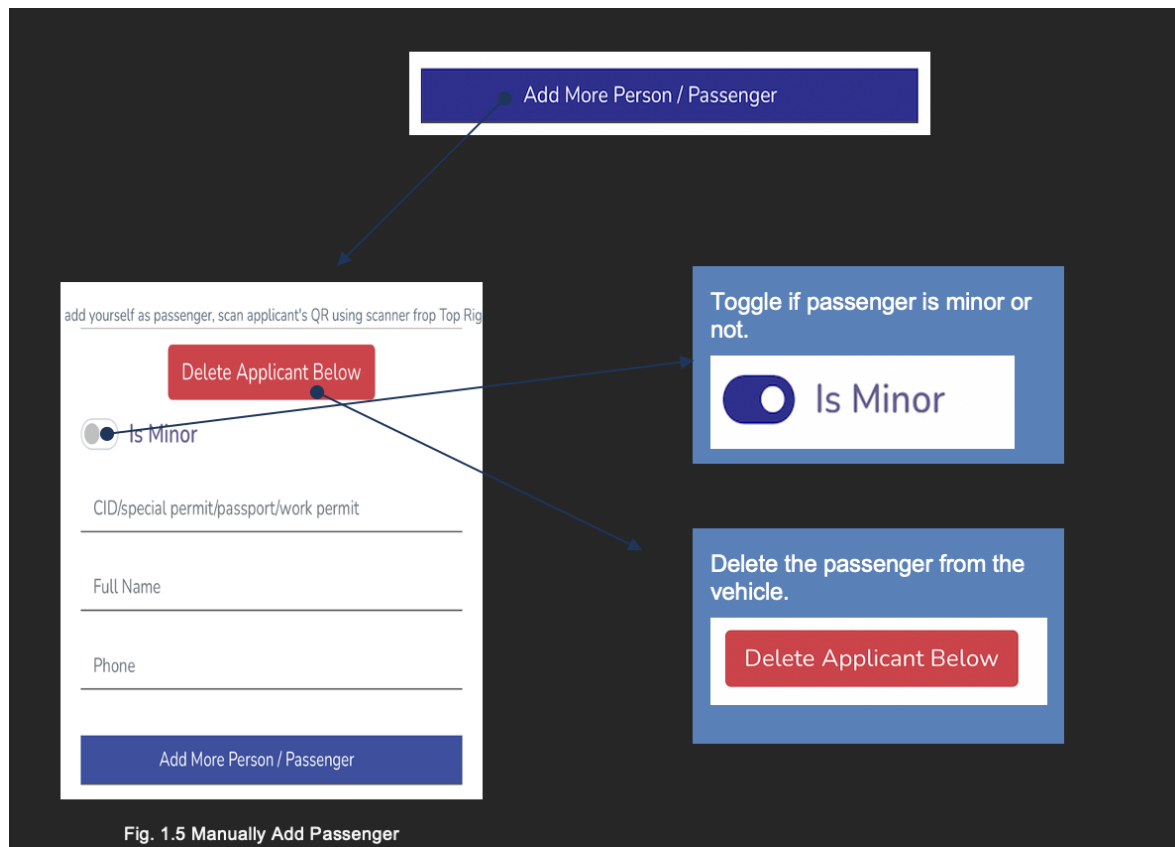 Add More Person / Passenger
add yourself as passenger, scan applicant's QR using scanner frop Top Rig
Delete Applicant Below
Is Minor
CID/special permit/passport/work permit
Full Name
Phone
Add More Person / Passenger
Fig. 1.5 Manually Add Passenger
Toggle if passenger is minor or
not.
Is Minor
Delete the passenger from the
vehicle.
Delete Applicant Below